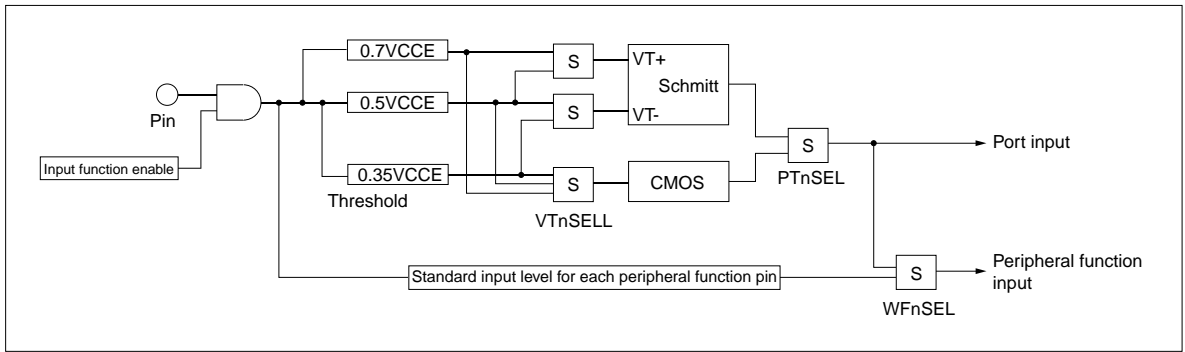 0.7VCCE
S
VT+
Schmitt
Pin
0.5VCCE
S
VT-
Input function enable
0.35VCCE
Threshold
S
VTnSELL
CMOS
S
PTnSEL
Port input
Standard input level for each peripheral function pin
S
WFnSEL
Peripheral function
input